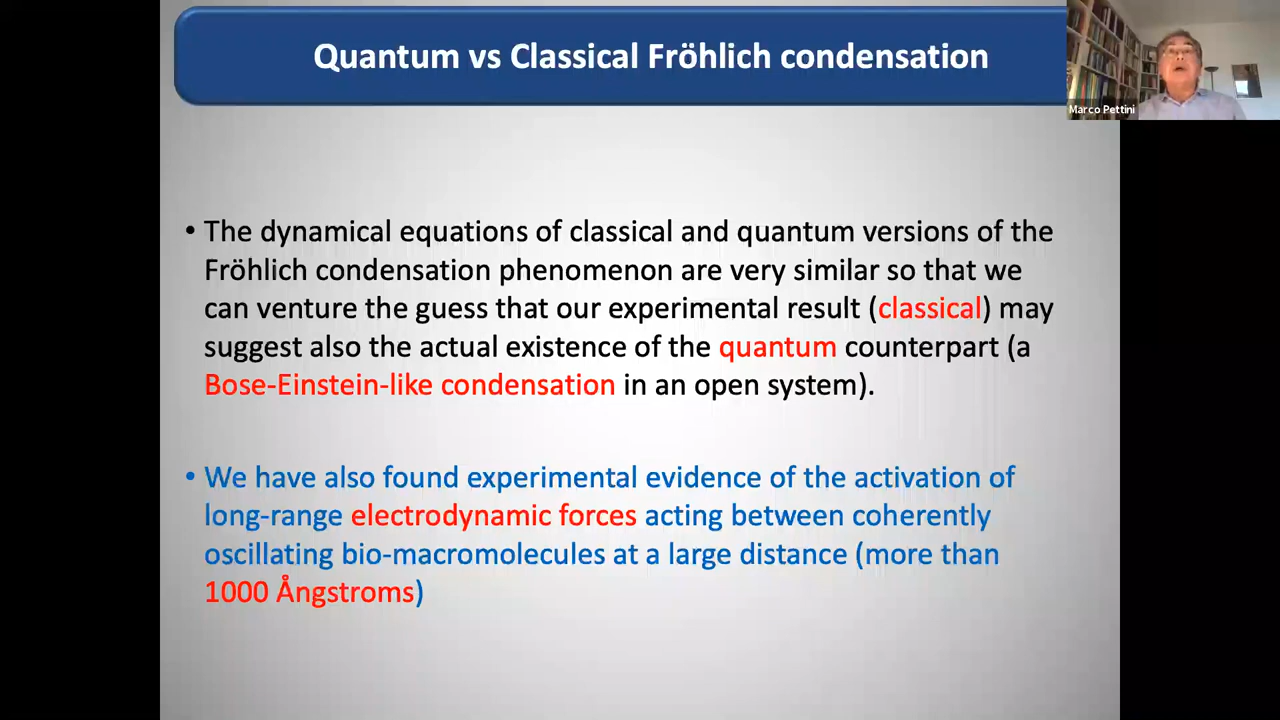 Quantum vs Classical Fröhlich condensation
Marco Pettini
• The dynamical equations of classical and quantum versions of the
Fröhlich condensation phenomenon are very similar so that we
can venture the guess that our experimental result (classical) may
suggest also the actual existence of the quantum counterpart (a
Bose-Einstein-like condensation in an open system).
• We have also found experimental evidence of the activation of
long-range electrodynamic forces acting between coherently
oscillating bio-macromolecules at a large distance (more than
1000 Ångstroms)